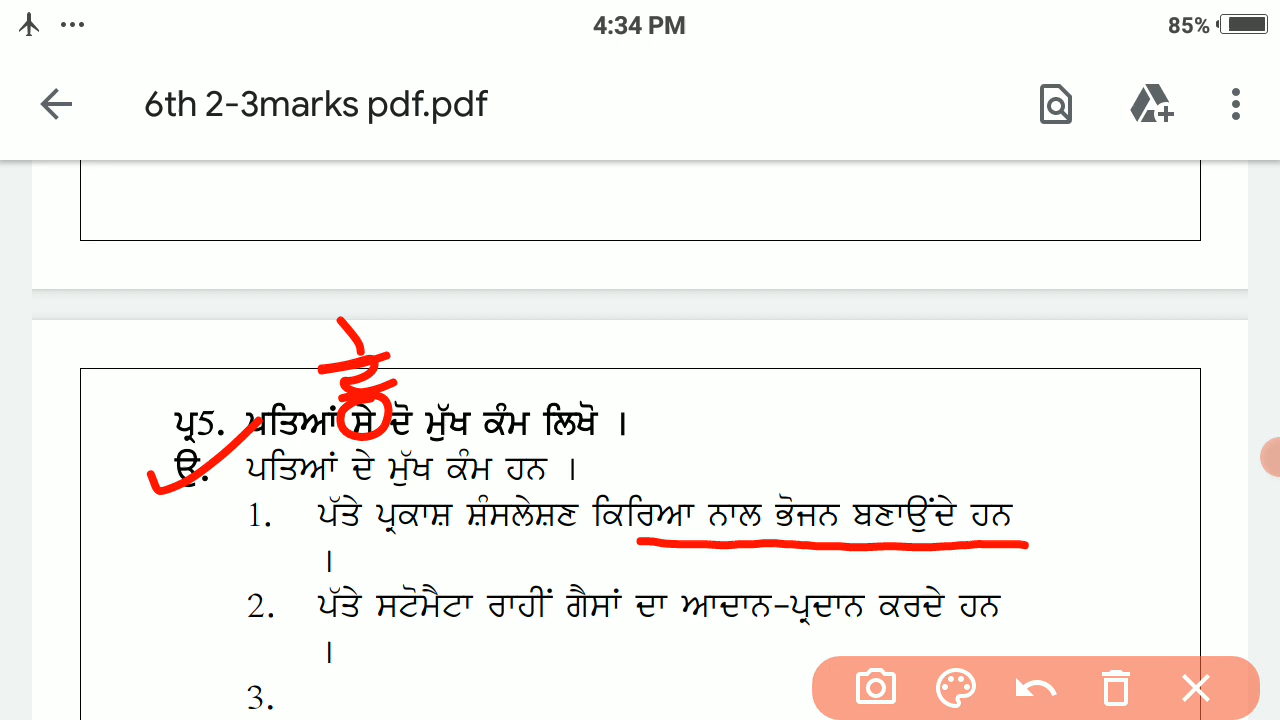 4:34 PM 85%
6th 2-3marks pdf.pdf
ਪ੍ਰ5. ਪਤਿਆਂ ਦੋ ਮੁੱਖ ਕੰਮ ਲਿਖੋ ।
ਉ. ਪਤਿਆਂ ਦੇ ਮੁੱਖ ਕੰਮ ਹਨ ।
1. ਪੱਤੇ ਪ੍ਰਕਾਸ਼ ਸ਼ੰਸਲੇਸ਼ਣ ਕਿਰਿਆ ਨਾਲ ਭੋਜਨ ਬਣਾਉਂਦੇ ਹਨ
।
2. ਪੱਤੇ ਸਟੋਮੈਟਾ ਰਾਹੀਂ ਗੈਸਾਂ ਦਾ ਆਦਾਨ-ਪ੍ਰਦਾਨ ਕਰਦੇ ਹਨ
।
3.